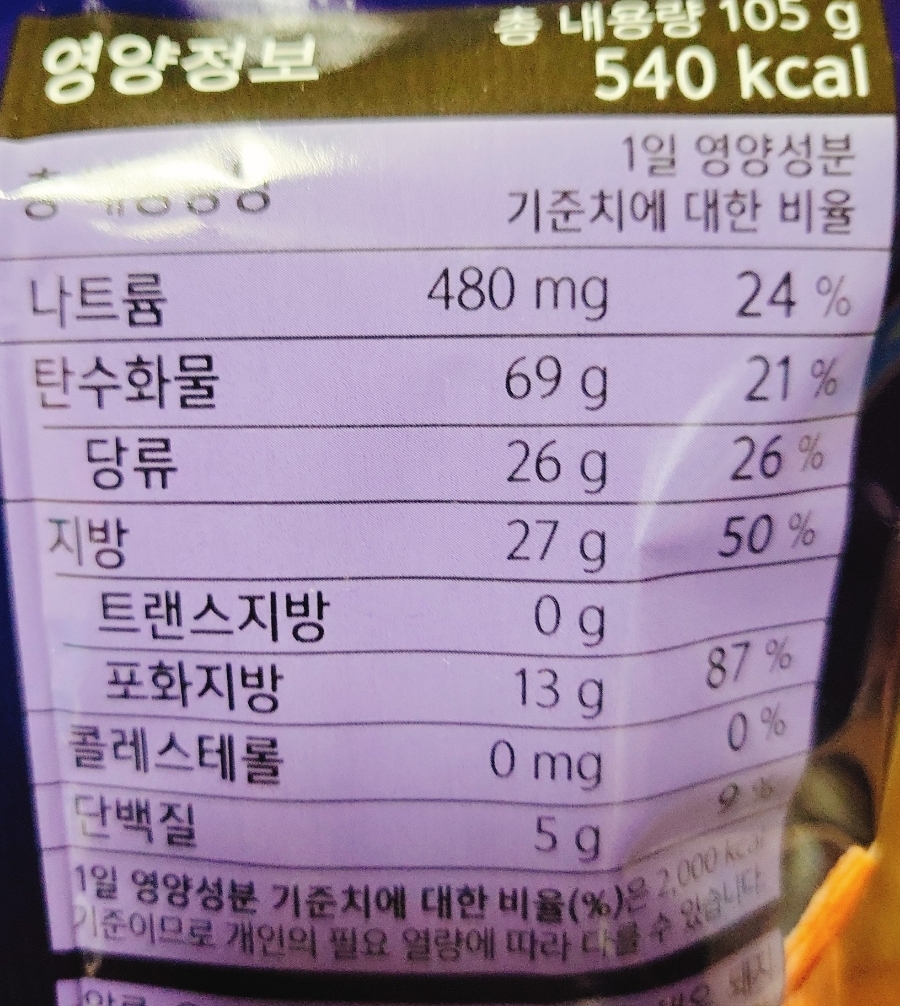 영양정보
총 내용량 105 g
540 kcal
1일 영양성분
기준치에 대한 비율
나트륨 480 mg 24 %
탄수화물 69 g 21 %
당류 26 g 26 %
지방 27 g 50 %
트랜스지방 0 g
포화지방 13 g 87 %
콜레스테롤 0 mg 0 %
단백질 5 g 9 %
1일 영양성분 기준치에 대한 비율(%)은 2,000 kcal
기준이므로 개인의 필요 열량에 따라 다를 수 있습니다